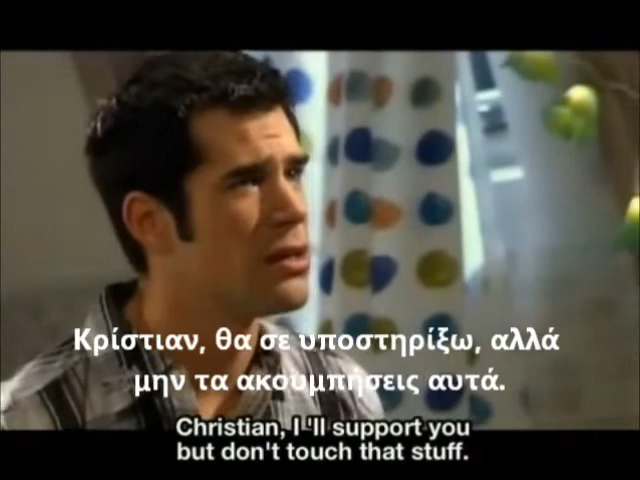 Κρίστιαν, θα σε υποστηρίξω, αλλά
μην τα ακουμπήσεις αυτά.
Christian, I 'll support you
but don't touch that stuff.